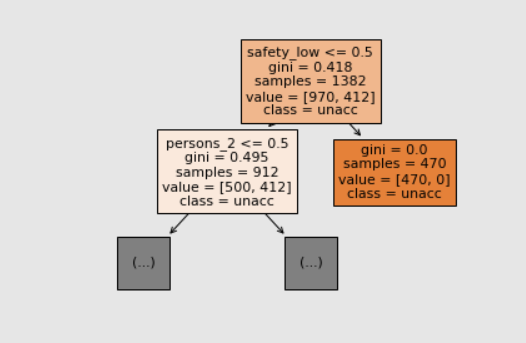 safety_low <= 0.5
gini = 0.418
samples = 1382
value = [970, 412]
class = unacc
persons_2 <= 0.5
gini = 0.495
samples = 912
value = [500, 412]
class = unacc
gini = 0.0
samples = 470
value = [470, 0]
class = unacc
(...)
(...)